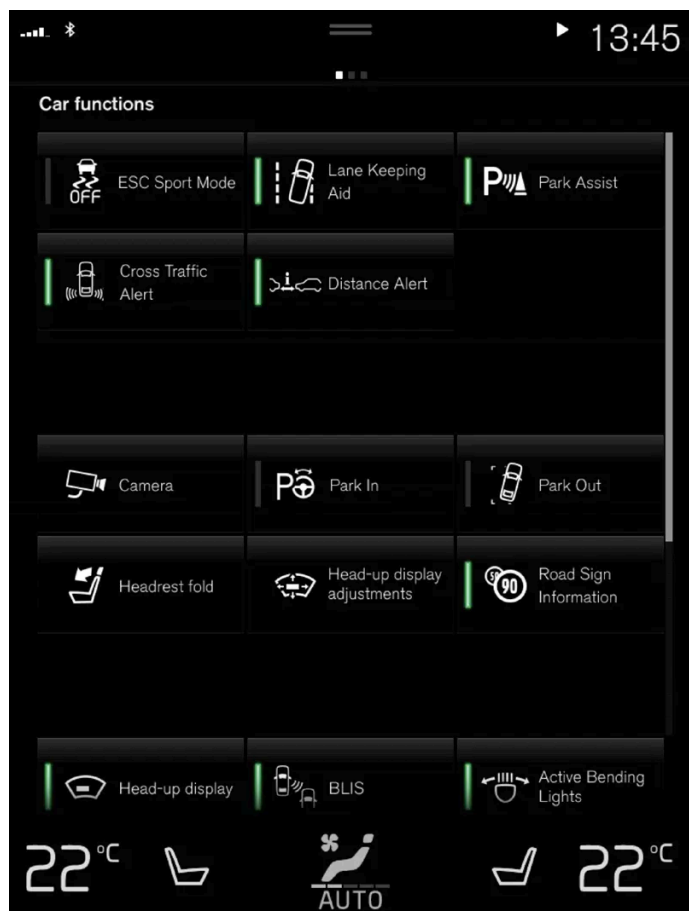 13:45
Car functions
OFF
ESC Sport Mode
Lane Keeping
Aid
P
Park Assist
Cross Traffic
Alert
i
Distance Alert
Camera
P
Park In
Park Out
Headrest fold
Head-up display
adjustments
50
90
Road Sign
Information
Head-up display
BLIS
Active Bending
Lights
22°C
AUTO
22°C